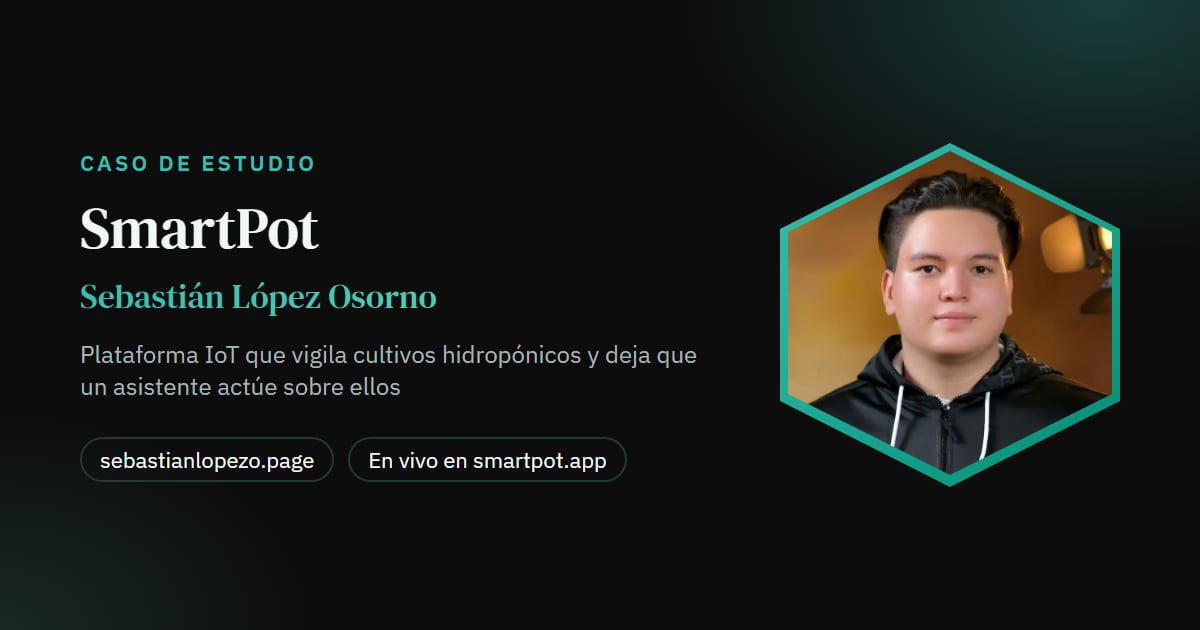 CASO DE ESTUDIO
SmartPot
Sebastián López Osorno
Plataforma IoT que vigila cultivos hidropónicos y deja que
un asistente actúe sobre ellos
sebastianlopezo.page
En vivo en smartpot.app